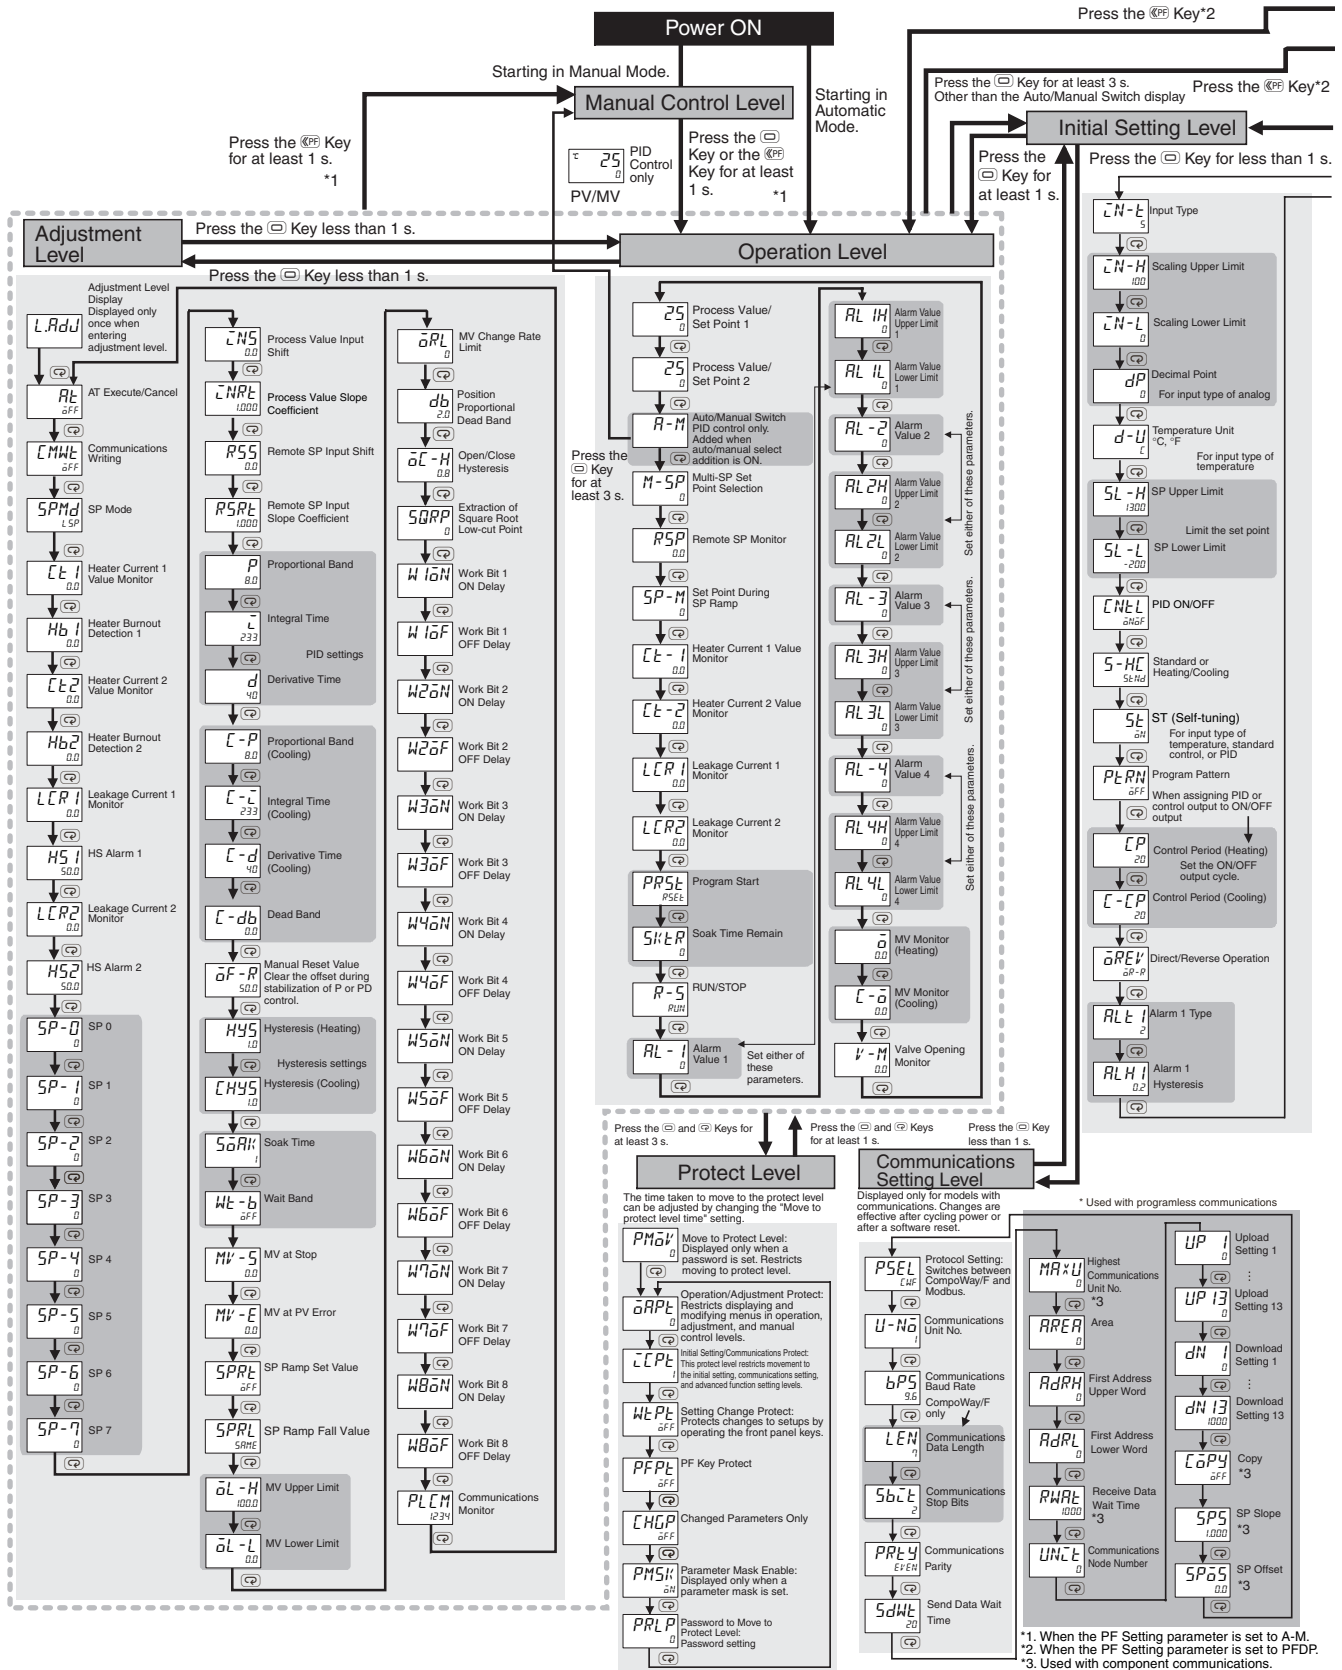 Press the PF Key*2
Power ON
Starting in Manual Mode.
Manual Control Level
Starting in
Automatic
Mode.
Press the Key for at least 3 s.
Other than the Auto/Manual Switch display
Press the PF Key*2
Initial Setting Level
Press the PF Key
for at least 1 s.
*1
25
0
PID
Control
only
PV/MV
Press the
Key or the PF
Key for at least
1 s.
*1
Press the
Key for
at least 1 s.
Press the Key for less than 1 s.
Adjustment
Level
Press the Key less than 1 s.
Operation Level
Press the Key less than 1 s.
L.Adj
Adjustment Level
Display
Displayed only
once when
entering
adjustment level.
AT Execute/Cancel
Communications
Writing
SP Mode
Heater Current 1
Value Monitor
Heater Burnout
Detection 1
Heater Current 2
Value Monitor
Heater Burnout
Detection 2
Leakage Current 1
Monitor
HS Alarm 1
Leakage Current 2
Monitor
HS Alarm 2
SP-0 SP 0
SP-1 SP 1
SP-2 SP 2
SP-3 SP 3
SP-4 SP 4
SP-5 SP 5
SP-6 SP 6
SP-7 SP 7
Process Value Input
Shift
Process Value Slope
Coefficient
Remote SP Input Shift
Remote SP Input
Slope Coefficient
Proportional Band
Integral Time
PID settings
Derivative Time
Proportional Band
(Cooling)
Integral Time
(Cooling)
Derivative Time
(Cooling)
Dead Band
Manual Reset Value
Clear the offset during
stabilization of P or PD
control.
Hysteresis (Heating)
Hysteresis settings
Hysteresis (Cooling)
Soak Time
Wait Band
MV at Stop
MV at PV Error
SP Ramp Set Value
SP Ramp Fall Value
MV Upper Limit
MV Lower Limit
MV Change Rate
Limit
Position
Proportional
Dead Band
Open/Close
Hysteresis
Extraction of
Square Root
Low-cut Point
Work Bit 1
ON Delay
Work Bit 1
OFF Delay
Work Bit 2
ON Delay
Work Bit 2
OFF Delay
Work Bit 3
ON Delay
Work Bit 3
OFF Delay
Work Bit 4
ON Delay
Work Bit 4
OFF Delay
Work Bit 5
ON Delay
Work Bit 5
OFF Delay
Work Bit 6
ON Delay
Work Bit 6
OFF Delay
Work Bit 7
ON Delay
Work Bit 7
OFF Delay
Work Bit 8
ON Delay
Work Bit 8
OFF Delay
Communications
Monitor
Process Value/
Set Point 1
Process Value/
Set Point 2
Auto/Manual Switch
PID control only.
Added when
auto/manual select
addition is ON.
Press the
Key
for at
least 3 s.
Multi-SP Set
Point Selection
Remote SP Monitor
Set Point During
SP Ramp
Heater Current 1 Value
Monitor
Heater Current 2 Value
Monitor
Leakage Current 1
Monitor
Leakage Current 2
Monitor
Program Start
Soak Time Remain
RUN/STOP
Alarm
Value 1
Set either of
these
parameters.
Alarm Value
Upper Limit
1
Alarm Value
Lower Limit
1
Alarm
Value 2
Alarm Value
Upper Limit
2
Alarm Value
Lower Limit
2
Set either of these parameters.
Alarm
Value 3
Alarm Value
Upper Limit
3
Alarm Value
Lower Limit
3
Set either of these parameters.
Alarm
Value 4
Alarm Value
Upper Limit
4
Alarm Value
Lower Limit
4
Set either of these parameters.
MV Monitor
(Heating)
MV Monitor
(Cooling)
Valve Opening
Monitor
Input Type
Scaling Upper Limit
Scaling Lower Limit
Decimal Point
For input type of analog
Temperature Unit
°C, °F
For input type of
temperature
SP Upper Limit
Limit the set point
SP Lower Limit
PID ON/OFF
Standard or
Heating/Cooling
ST (Self-tuning)
For input type of
temperature, standard
control, or PID
Program Pattern
When assigning PID or
control output to ON/OFF
output
Control Period (Heating)
Set the ON/OFF
output cycle.
Control Period (Cooling)
Direct/Reverse Operation
Alarm 1 Type
Alarm 1
Hysteresis
Press the and Keys for
at least 3 s.
Press the and Keys
for at least 1 s.
Press the Key
less than 1 s.
Protect Level
The time taken to move to the protect level
can be adjusted by changing the "Move to
protect level time" setting.
Move to Protect Level:
Displayed only when a
password is set. Restricts
moving to protect level.
Operation/Adjustment Protect:
Restricts displaying and
modifying menus in operation,
adjustment, and manual
control levels.
Initial Setting/Communications Protect:
This protect level restricts movement to
the initial setting, communications setting,
and advanced function setting levels.
Setting Change Protect:
Protects changes to setups by
operating the front panel keys.
PF Key Protect
Changed Parameters Only
Parameter Mask Enable:
Displayed only when a
parameter mask is set.
Password to Move to
Protect Level:
Password setting
Communications
Setting Level
Displayed only for models with
communications. Changes are
effective after cycling power or
after a software reset.
Protocol Setting:
Switches between
CompoWay/F and
Modbus.
Communications
Unit No.
Communications
Baud Rate
CompoWay/F
only
Communications
Data Length
Communications
Stop Bits
Communications
Parity
Send Data Wait
Time
* Used with programless communications
Highest
Communications
Unit No.
*3
Area
First Address
Upper Word
First Address
Lower Word
Receive Data
Wait Time
*3
Communications
Node Number
Upload
Setting 1
Upload
Setting 13
Download
Setting 1
Download
Setting 13
Copy
*3
SP Slope
*3
SP Offset
*3
*1. When the PF Setting parameter is set to A-M.
*2. When the PF Setting parameter is set to PFDP.
*3. Used with component communications.